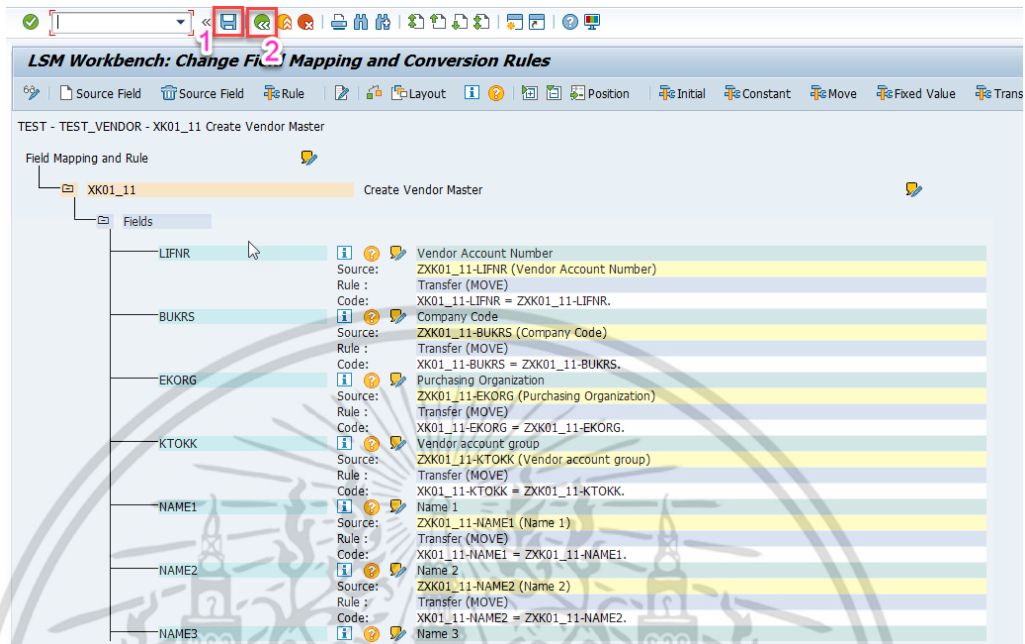 1
2
LSM Workbench: Change Field Mapping and Conversion Rules
Source Field Source Field Rule Layout Position Initial Constant Move Fixed Value Trans
TEST - TEST_VENDOR - XK01_11 Create Vendor Master
Field Mapping and Rule
XK01_11 Create Vendor Master
Fields
LIFNR Vendor Account Number
Source: ZXK01_11-LIFNR (Vendor Account Number)
Rule : Transfer (MOVE)
Code: XK01_11-LIFNR = ZXK01_11-LIFNR.
BUKRS Company Code
Source: ZXK01_11-BUKRS (Company Code)
Rule : Transfer (MOVE)
Code: XK01_11-BUKRS = ZXK01_11-BUKRS.
EKORG Purchasing Organization
Source: ZXK01_11-EKORG (Purchasing Organization)
Rule : Transfer (MOVE)
Code: XK01_11-EKORG = ZXK01_11-EKORG.
KTOKK Vendor account group
Source: ZXK01_11-KTOKK (Vendor account group)
Rule : Transfer (MOVE)
Code: XK01_11-KTOKK = ZXK01_11-KTOKK.
NAME1 Name 1
Source: ZXK01_11-NAME1 (Name 1)
Rule : Transfer (MOVE)
Code: XK01_11-NAME1 = ZXK01_11-NAME1.
NAME2 Name 2
Source: ZXK01_11-NAME2 (Name 2)
Rule : Transfer (MOVE)
Code: XK01_11-NAME2 = ZXK01_11-NAME2.
NAME3 Name 3